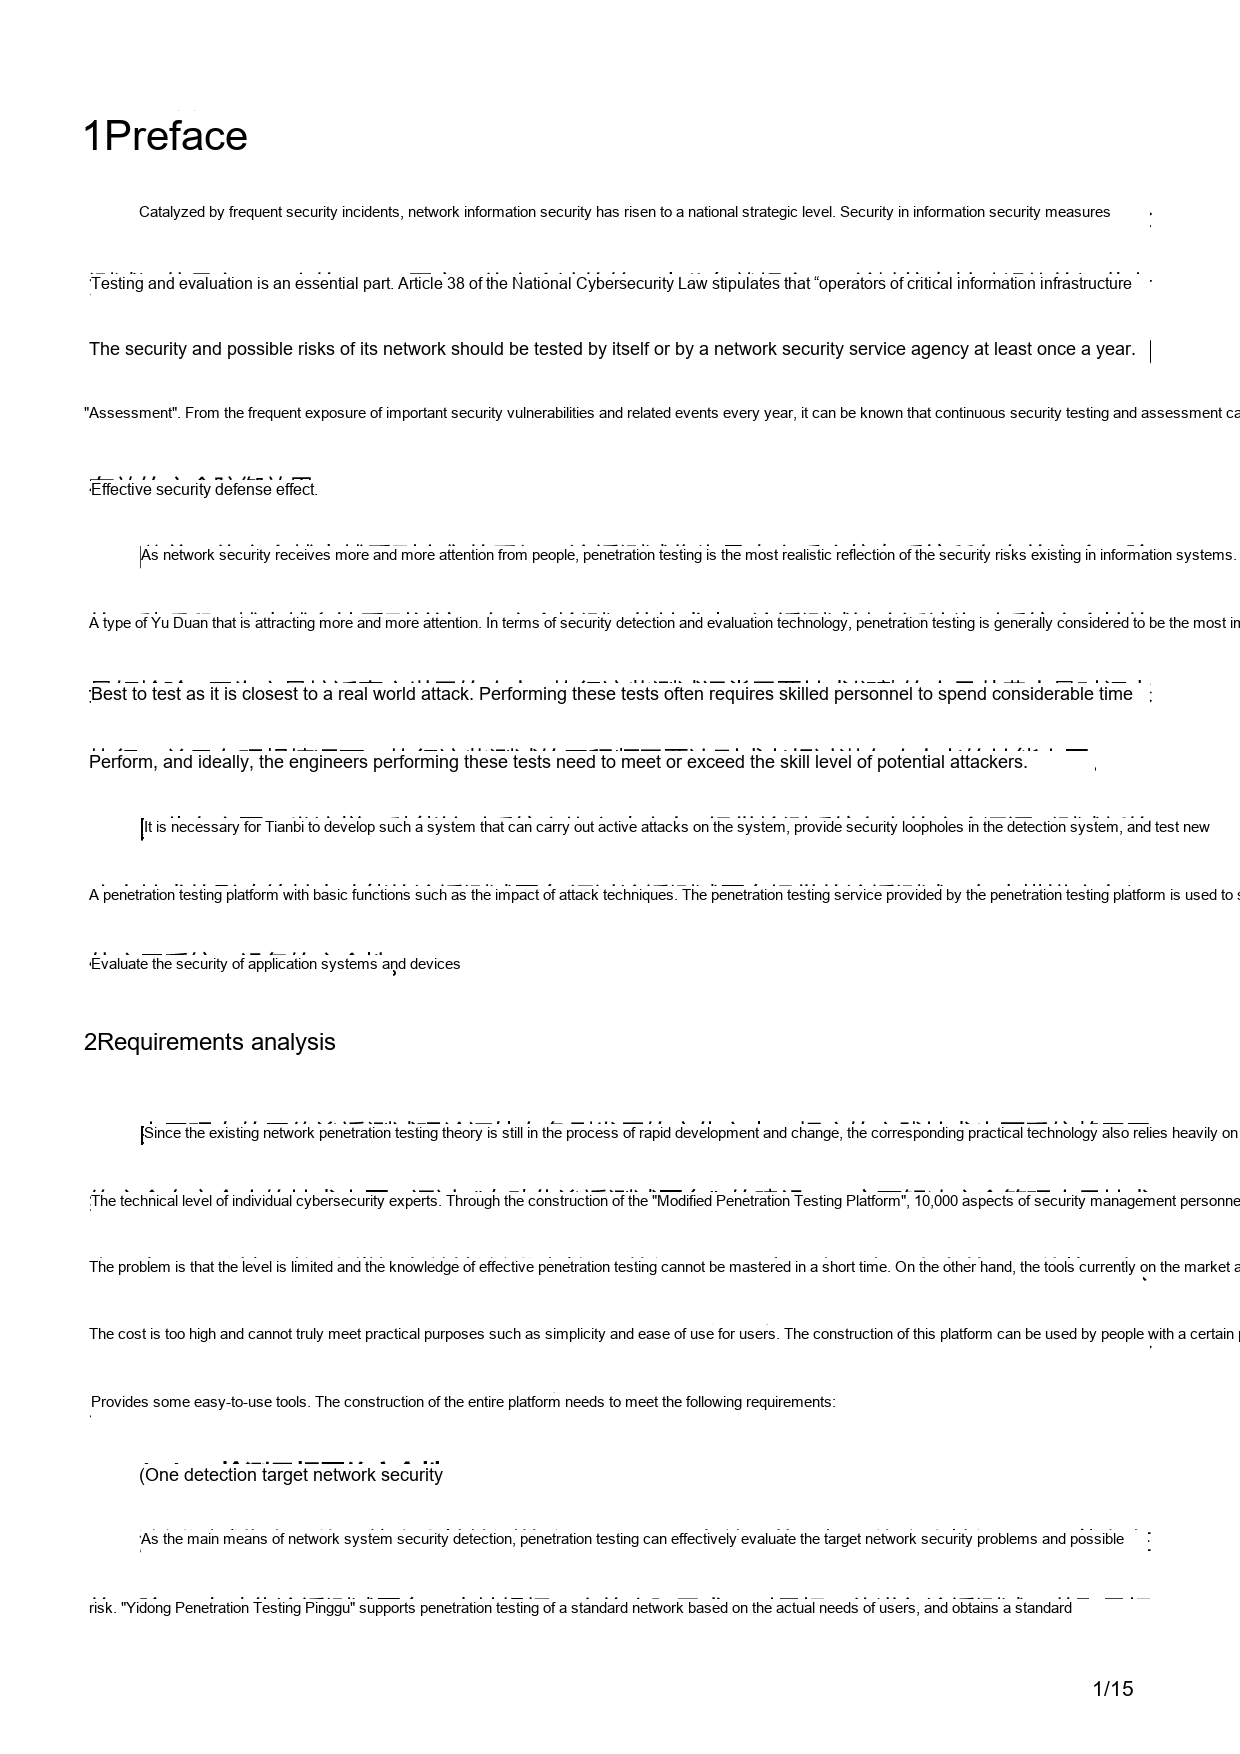 1Preface
Catalyzed by frequent security incidents, network information security has risen to a national strategic level. Security in information security measures
Testing and evaluation is an essential part. Article 38 of the National Cybersecurity Law stipulates that “operators of critical information infrastructure
The security and possible risks of its network should be tested by itself or by a network security service agency at least once a year.
"Assessment". From the frequent exposure of important security vulnerabilities and related events every year, it can be known that continuous security testing and assessment ca
Effective security defense effect.
As network security receives more and more attention from people, penetration testing is the most realistic reflection of the security risks existing in information systems.
A type of Yu Duan that is attracting more and more attention. In terms of security detection and evaluation technology, penetration testing is generally considered to be the most im
Best to test as it is closest to a real world attack. Performing these tests often requires skilled personnel to spend considerable time
Perform, and ideally, the engineers performing these tests need to meet or exceed the skill level of potential attackers.
It is necessary for Tianbi to develop such a system that can carry out active attacks on the system, provide security loopholes in the detection system, and test new
A penetration testing platform with basic functions such as the impact of attack techniques. The penetration testing service provided by the penetration testing platform is used to s
Evaluate the security of application systems and devices
2Requirements analysis
Since the existing network penetration testing theory is still in the process of rapid development and change, the corresponding practical technology also relies heavily on
The technical level of individual cybersecurity experts. Through the construction of the "Modified Penetration Testing Platform", 10,000 aspects of security management personne
The problem is that the level is limited and the knowledge of effective penetration testing cannot be mastered in a short time. On the other hand, the tools currently on the market a
The cost is too high and cannot truly meet practical purposes such as simplicity and ease of use for users. The construction of this platform can be used by people with a certain p
Provides some easy-to-use tools. The construction of the entire platform needs to meet the following requirements:
(One detection target network security
As the main means of network system security detection, penetration testing can effectively evaluate the target network security problems and possible
risk. "Yidong Penetration Testing Pinggu" supports penetration testing of a standard network based on the actual needs of users, and obtains a standard
1/15